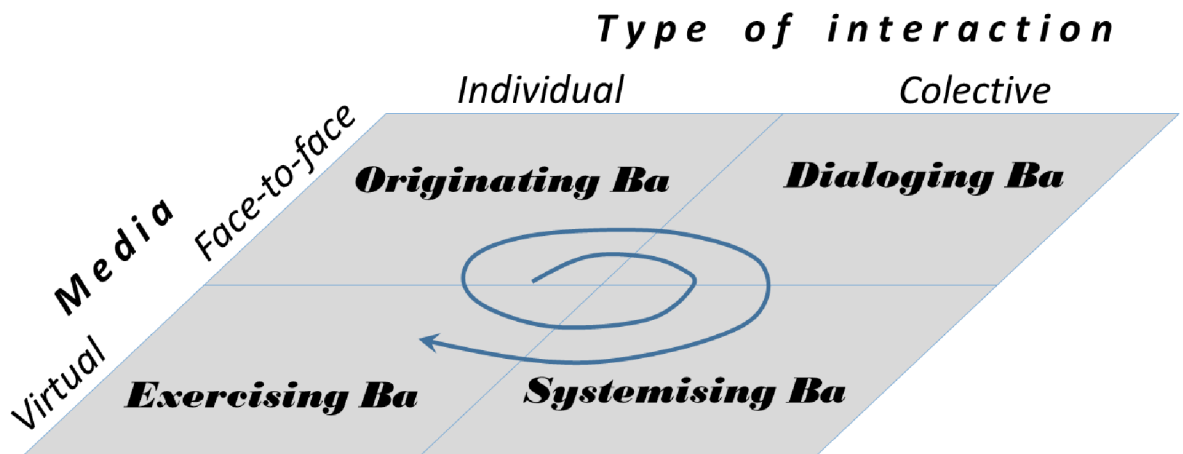 Type of interaction
Individual Colective
Face-to-face
Originating Ba Dialoging Ba
Media
Virtual
Exercising Ba Systemising Ba